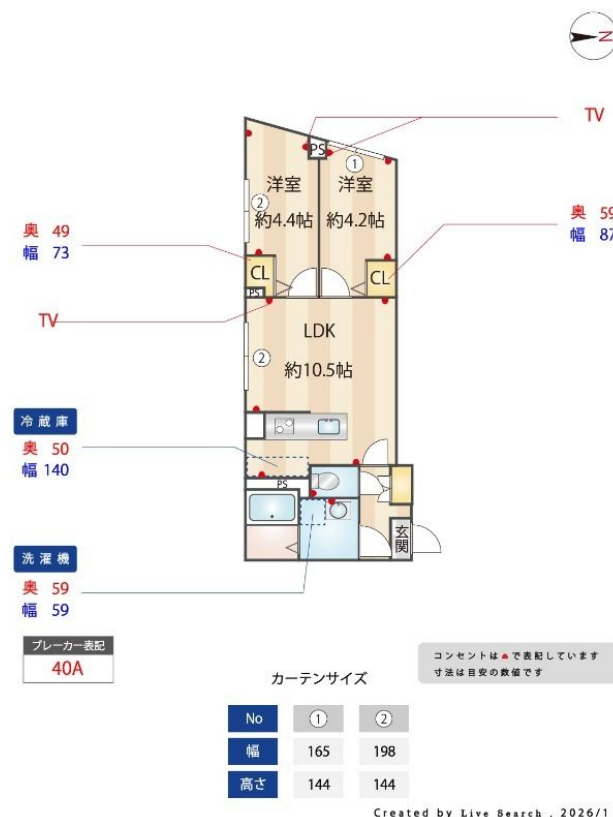 N
TV
PS
①
洋室
約4.4帖
②
洋室
約4.2帖
奥 49
幅 73
奥 59
幅 87
CL
CL
PS
TV
LDK
②
約10.5帖
冷蔵庫
奥 50
幅 140
PS
玄関
洗濯機
奥 59
幅 59
ブレーカー表記
40A
コンセントは で表記しています
寸法は目安の数値です
カーテンサイズ
No ① ②
幅 165 198
高さ 144 144
Created by Live Search . 2026/1